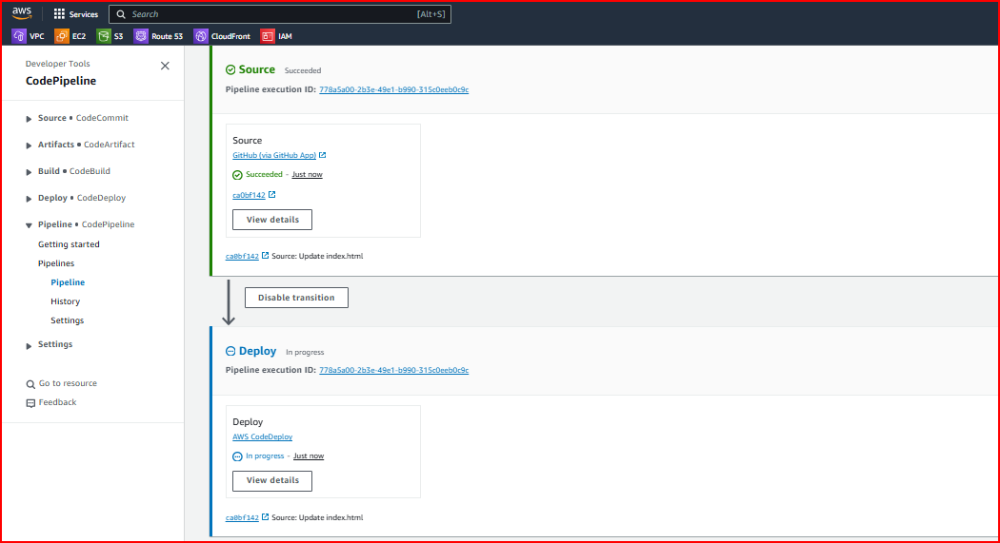 aws
Services
Search
[Alt+S]
VPC
EC2
S3
Route 53
CloudFront
IAM
Developer Tools
CodePipeline
Source • CodeCommit
Artifacts • CodeArtifact
Build • CodeBuild
Deploy • CodeDeploy
Pipeline • CodePipeline
Getting started
Pipelines
Pipeline
History
Settings
Settings
Go to resource
Feedback
Source Succeeded
Pipeline execution ID: 778a5a00-2b3e-49e1-b990-315c0eeb0c9c
Source
GitHub (via GitHub App)
Succeeded - Just now
ca0bf142
View details
ca0bf142 Source: Update index.html
Disable transition
Deploy In progress
Pipeline execution ID: 778a5a00-2b3e-49e1-b990-315c0eeb0c9c
Deploy
AWS CodeDeploy
In progress - Just now
View details
ca0bf142 Source: Update index.html